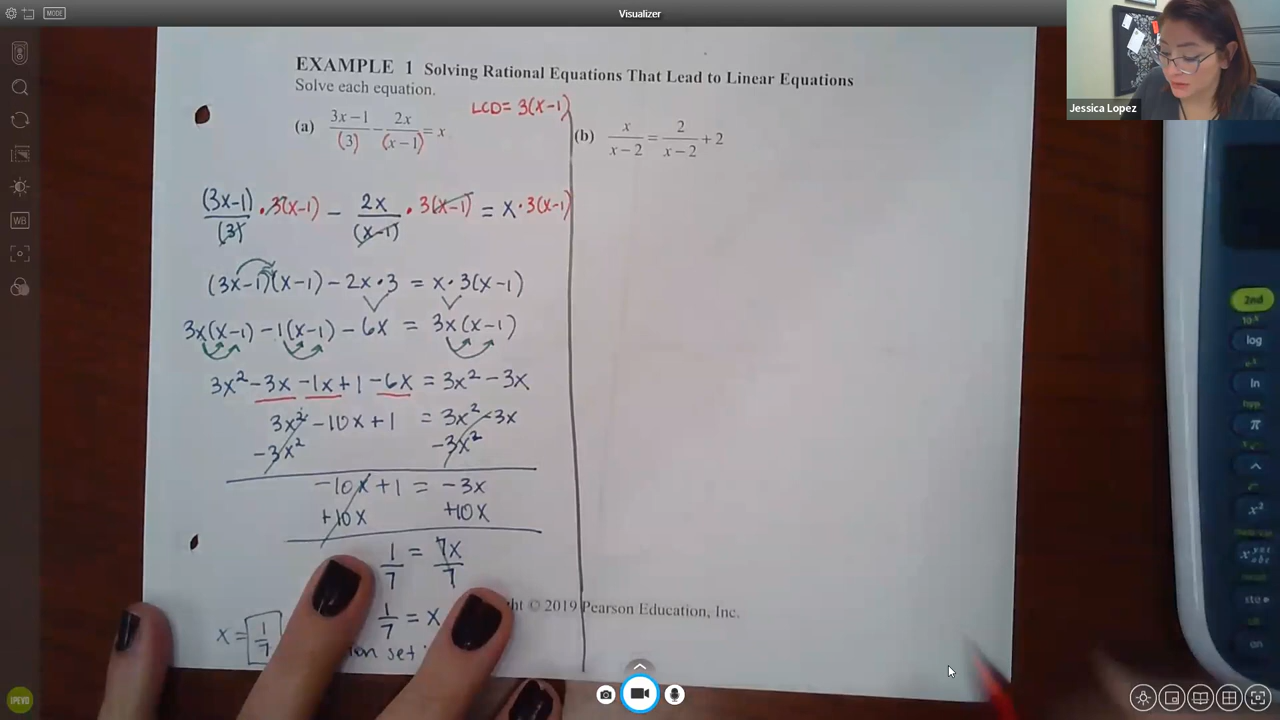 MODE
Visualizer
Jessica Lopez
EXAMPLE 1 Solving Rational Equations That Lead to Linear Equations
Solve each equation.
LCD = 3(x-1)
(a) (3x-1)/(3) - 2x/(x-1) = x
(b) x/(x-2) = 2/(x-2) + 2
(3x-1)/(3) · 3(x-1) - 2x/(x-1) · 3(x-1) = x · 3(x-1)
(3x-1)(x-1) - 2x · 3 = x · 3(x-1)
3x(x-1) -1(x-1) - 6x = 3x(x-1)
3x² -3x -1x +1 -6x = 3x² -3x
3x² -10x +1 = 3x² -3x
-3x² -3x²
-10x +1 = -3x
+10x +10x
1/7 = 7x/7
1/7 = x
x = 1/7
set
© 2019 Pearson Education, Inc.
WB
IPEVO
2nd
log
ln
π
on